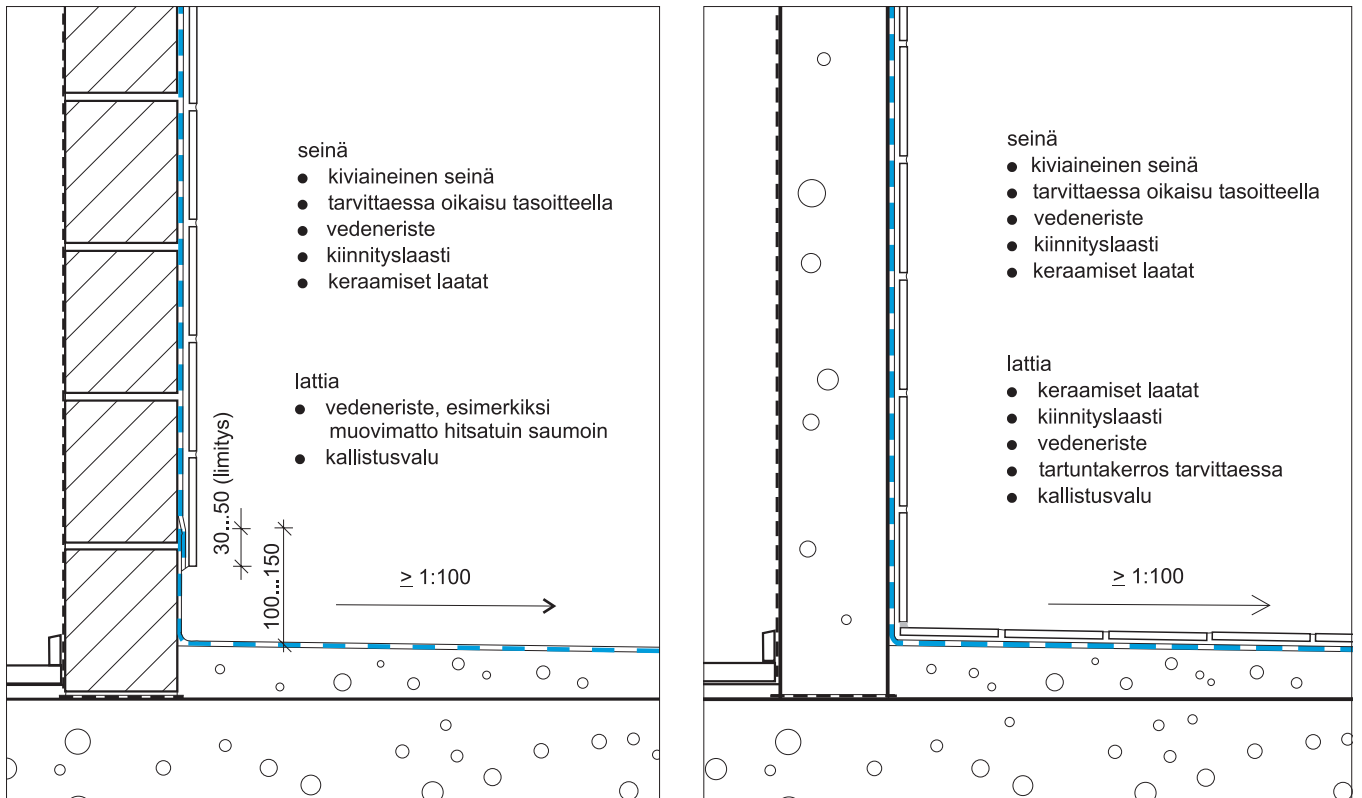 seinä
● kiviaineinen seinä
● tarvittaessa oikaisu tasoitteella
● vedeneriste
● kiinnityslaasti
● keraamiset laatat
lattia
● vedeneriste, esimerkiksi
muovimatto hitsatuin saumoin
● kallistusvalu
30...50 (limitys)
100...150
≥ 1:100
seinä
● kiviaineinen seinä
● tarvittaessa oikaisu tasoitteella
● vedeneriste
● kiinnityslaasti
● keraamiset laatat
lattia
● keraamiset laatat
● kiinnityslaasti
● vedeneriste
● tartuntakerros tarvittaessa
● kallistusvalu
≥ 1:100